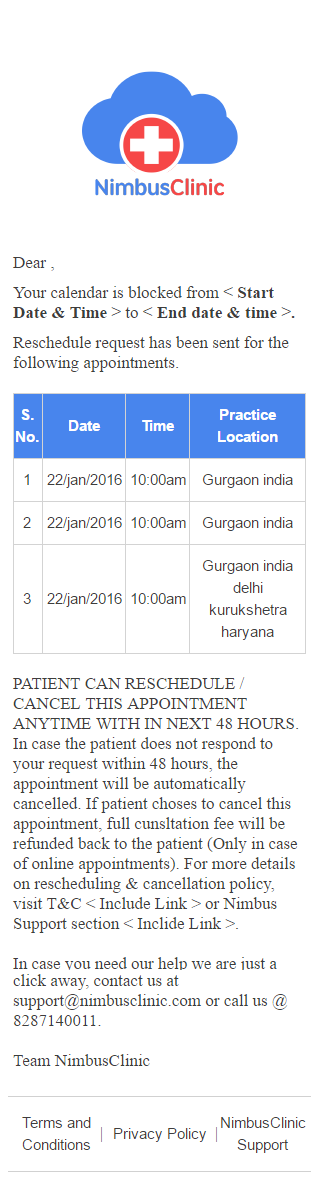 NimbusClinic
Dear ,
Your calendar is blocked from < Start
Date & Time > to < End date & time >.
Reschedule request has been sent for the
following appointments.
S. No. Date Time Practice Location
1 22/jan/2016 10:00am Gurgaon india
2 22/jan/2016 10:00am Gurgaon india
3 22/jan/2016 10:00am Gurgaon india
delhi
kurukshetra
haryana
PATIENT CAN RESCHEDULE /
CANCEL THIS APPOINTMENT
ANYTIME WITH IN NEXT 48 HOURS.
In case the patient does not respond to
your request within 48 hours, the
appointment will be automatically
cancelled. If patient choses to cancel this
appointment, full cunsltation fee will be
refunded back to the patient (Only in case
of online appointments). For more details
on rescheduling & cancellation policy,
visit T&C < Include Link > or Nimbus
Support section < Inclide Link >.
In case you need our help we are just a
click away, contact us at
support@nimbusclinic.com or call us @
8287140011.
Team NimbusClinic
Terms and Conditions | Privacy Policy | NimbusClinic Support